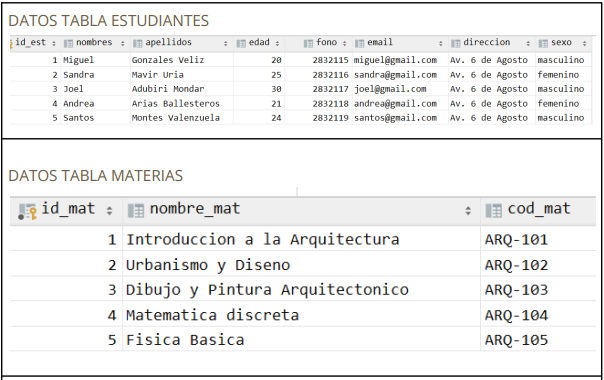 DATOS TABLA ESTUDIANTES
id_est nombres apellidos edad fono email direccion sexo
1 Miguel Gonzales Veliz 20 2832115 miguel@gmail.com Av. 6 de Agosto masculino
2 Sandra Mavir Uria 25 2832116 sandra@gmail.com Av. 6 de Agosto femenino
3 Joel Adubiri Mondar 30 2832117 joel@gmail.com Av. 6 de Agosto masculino
4 Andrea Arias Ballesteros 21 2832118 andrea@gmail.com Av. 6 de Agosto femenino
5 Santos Montes Valenzuela 24 2832119 santos@gmail.com Av. 6 de Agosto masculino
DATOS TABLA MATERIAS
id_mat nombre_mat cod_mat
1 Introduccion a la Arquitectura ARQ-101
2 Urbanismo y Diseno ARQ-102
3 Dibujo y Pintura Arquitectonico ARQ-103
4 Matematica discreta ARQ-104
5 Fisica Basica ARQ-105